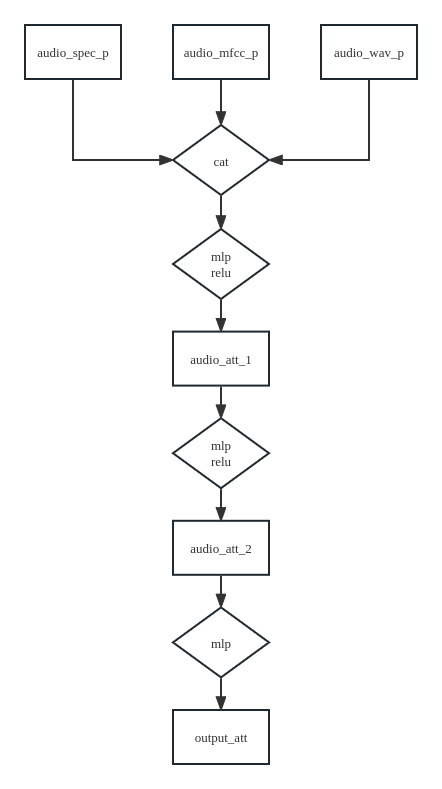 audio_spec_p
audio_mfcc_p
audio_wav_p
cat
mlp
relu
audio_att_1
mlp
relu
audio_att_2
mlp
output_att